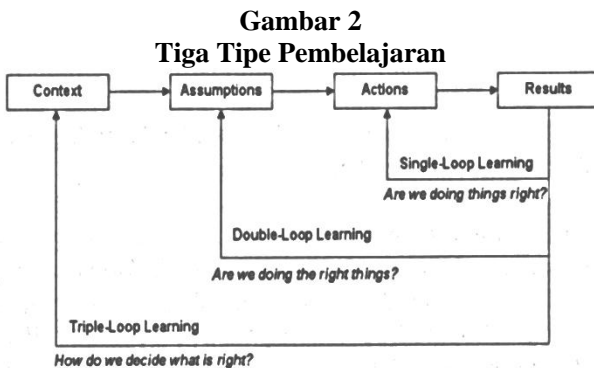 Gambar 2
Tiga Tipe Pembelajaran
Context
Assumptions
Actions
Results
Single-Loop Learning
Are we doing things right?
Double-Loop Learning
Are we doing the right things?
Triple-Loop Learning
How do we decide what is right?